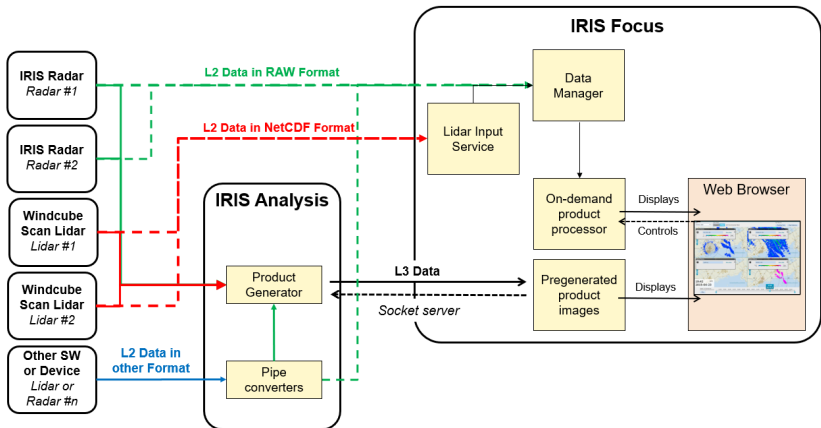 IRIS Focus
IRIS Radar
Radar #1
L2 Data in RAW Format
Data
Manager
IRIS Radar
Radar #2
L2 Data in NetCDF Format
Lidar Input
Service
IRIS Analysis
Windcube
Scan Lidar
Lidar #1
On-demand
product
processor
Displays
Controls
Web Browser
Windcube
Scan Lidar
Lidar #2
Product
Generator
L3 Data
Socket server
Pregenerated
product
images
Displays
Other SW
or Device
Lidar or
Radar #n
L2 Data in
other Format
Pipe
converters